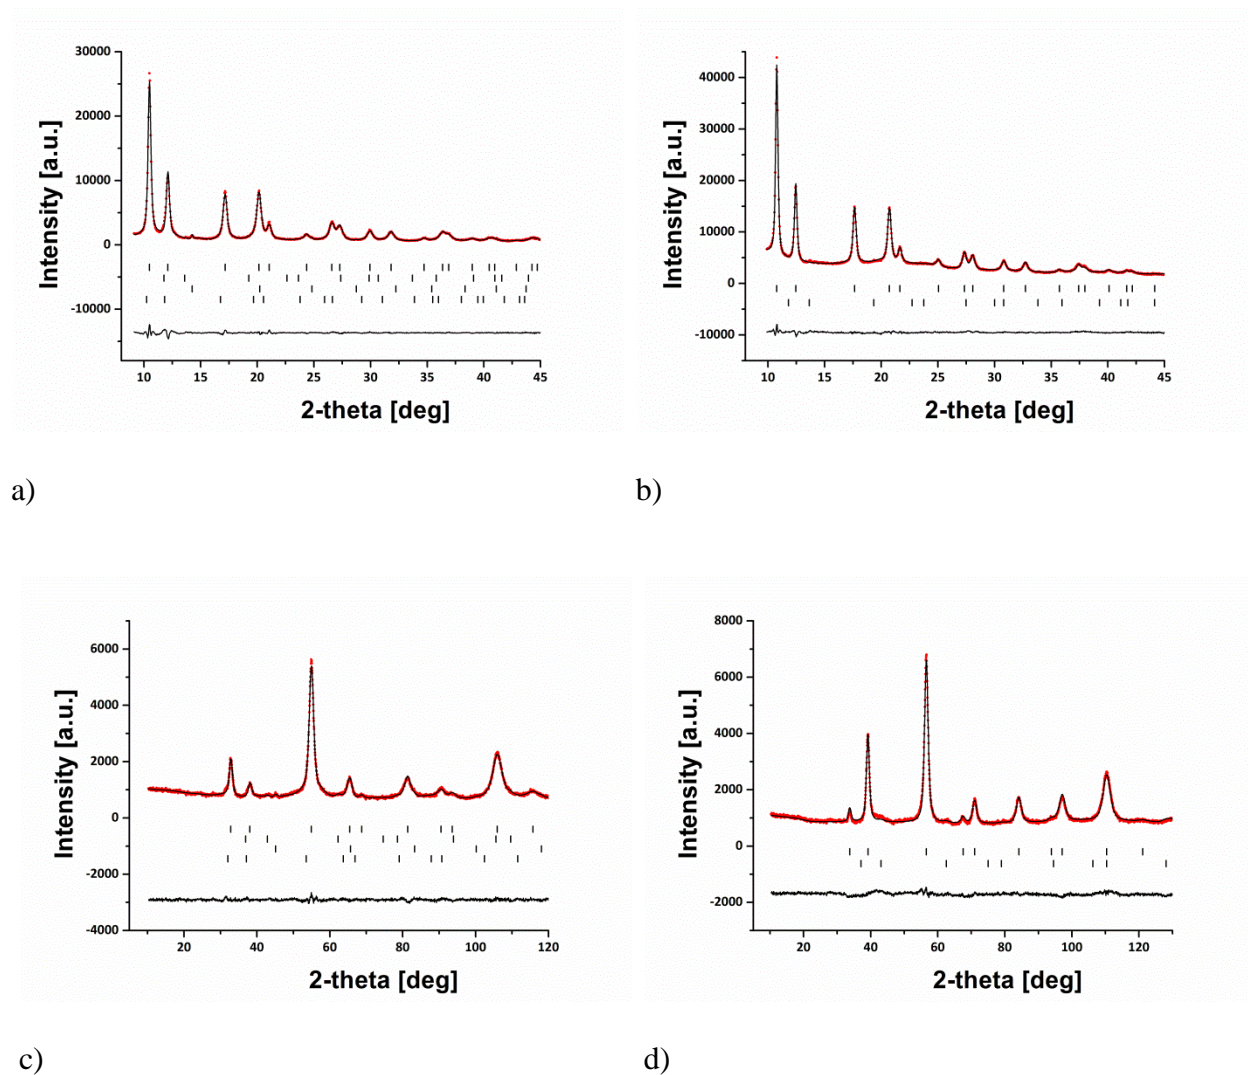 30000
20000
10000
0
-10000
Intensity [a.u.]
10 15 20 25 30 35 40 45
2-theta [deg]
40000
30000
20000
10000
0
-10000
Intensity [a.u.]
10 15 20 25 30 35 40 45
2-theta [deg]
a) b)
6000
4000
2000
0
-2000
-4000
Intensity [a.u.]
20 40 60 80 100 120
2-theta [deg]
8000
6000
4000
2000
0
-2000
Intensity [a.u.]
20 40 60 80 100 120
2-theta [deg]
c) d)